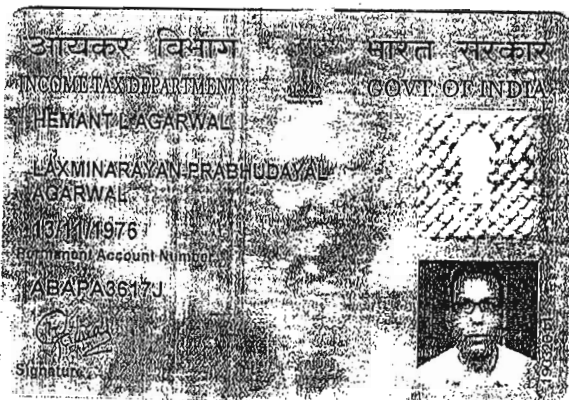 आयकर विभाग
भारत सरकार
INCOME TAX DEPARTMENT
GOVT. OF INDIA
HEMANT L AGARWAL
LAXMINARAYAN PRABHUDAYAL
AGARWAL
13/11/1976
Permanent Account Number
ABAPA3617J
Signature